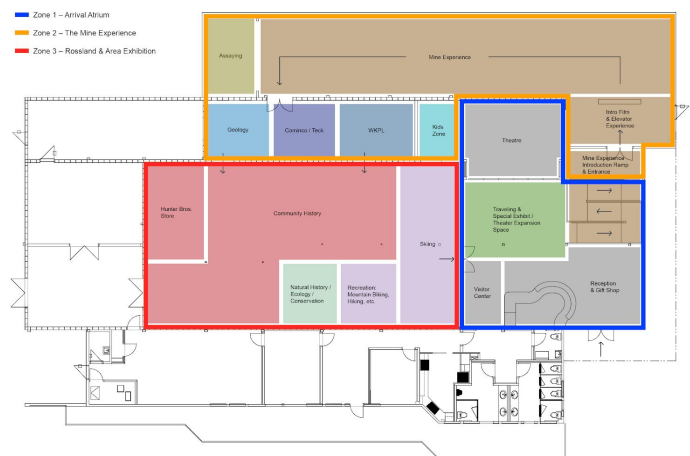 Zone 1 – Arrival Atrium
Zone 2 – The Mine Experience
Zone 3 – Rossland & Area Exhibition
Assaying
Mine Experience
Intro Film
& Elevator
Experience
Geology
Cominco / Teck
WKPL
Kids
Zone
Theatre
Mine Experience
Introduction Ramp
& Entrance
Hunter Bros.
Store
Community History
Skiing
Traveling &
Special Exhibit /
Theater Expansion
Space
Natural History /
Ecology /
Conservation
Recreation:
Mountain Biking,
Hiking, etc.
Visitor
Center
Reception
& Gift Shop